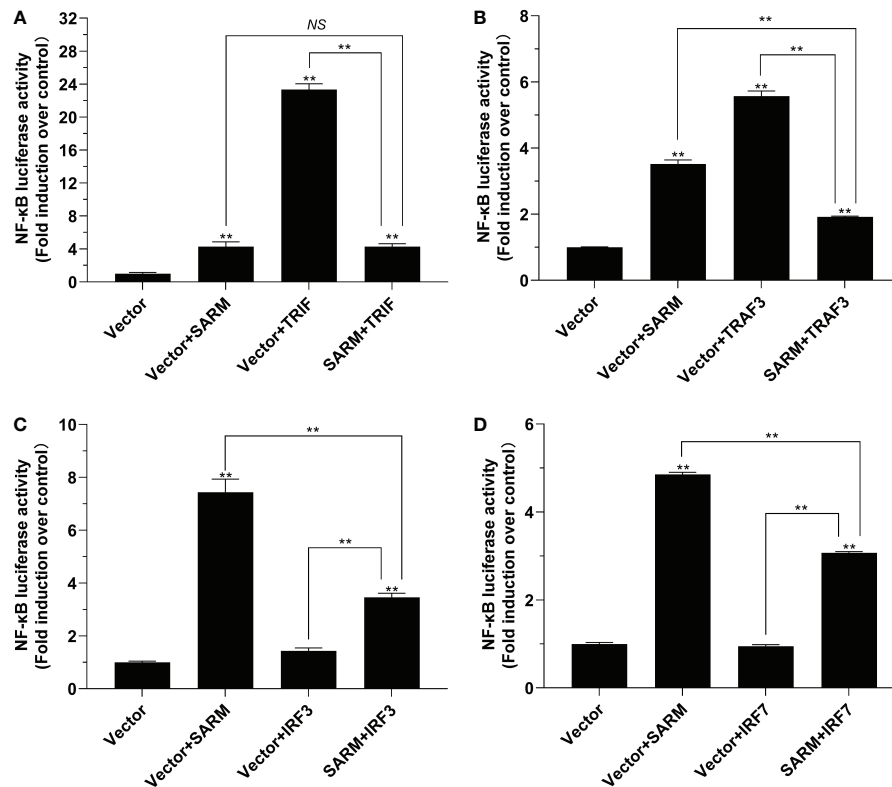 A
NF-κB luciferase activity
(Fold induction over control)
32
28
24
20
16
12
8
4
0
NS
**
**
**
**
Vector
Vector+SARM
Vector+TRIF
SARM+TRIF
B
NF-κB luciferase activity
(Fold induction over control)
8
6
4
2
0
**
**
**
**
**
Vector
Vector+SARM
Vector+TRAF3
SARM+TRAF3
C
NF-κB luciferase activity
(Fold induction over control)
10
8
6
4
2
0
**
**
**
**
Vector
Vector+SARM
Vector+IRF3
SARM+IRF3
D
NF-κB luciferase activity
(Fold induction over control)
6
4
2
0
**
**
**
**
Vector
Vector+SARM
Vector+IRF7
SARM+IRF7